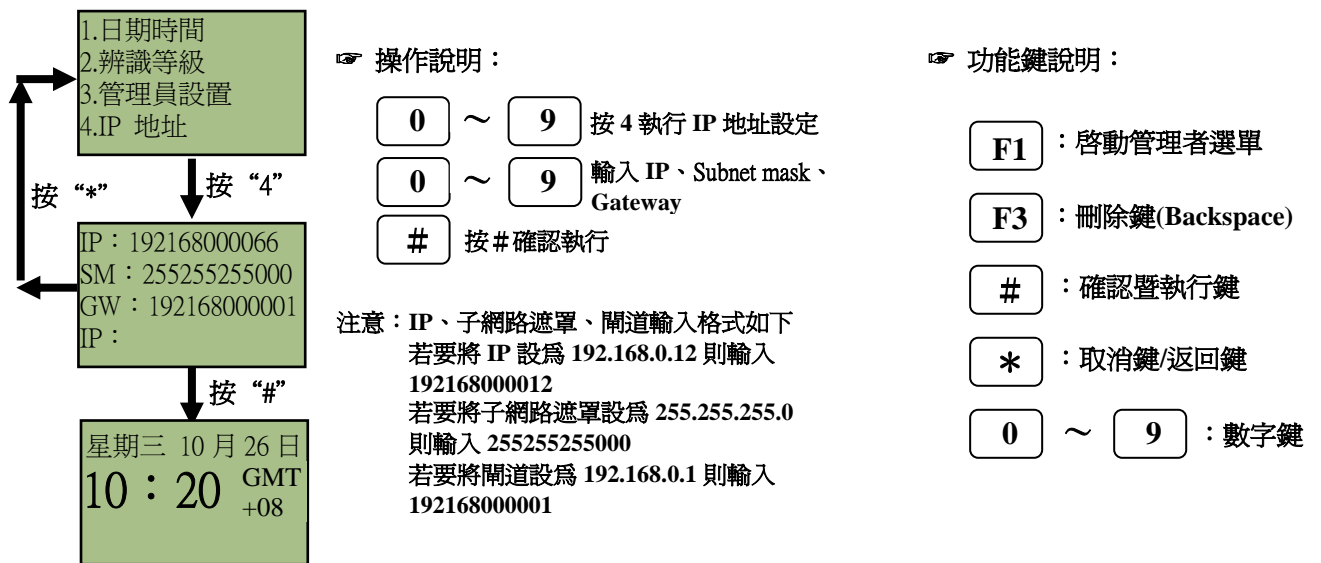 1.日期時間
2.辨識等級
3.管理員設置
4.IP 地址
按 “*”
按 “4”
IP：192168000066
SM：255255255000
GW：192168000001
IP：
按 “#”
星期三 10 月 26 日
10：20 GMT
+08
☞ 操作說明：
0 ～ 9 按 4 執行 IP 地址設定
0 ～ 9 輸入 IP、Subnet mask、
Gateway
# 按＃確認執行
注意：IP、子網路遮罩、閘道輸入格式如下
若要將 IP 設為 192.168.0.12 則輸入
192168000012
若要將子網路遮罩設為 255.255.255.0
則輸入 255255255000
若要將閘道設為 192.168.0.1 則輸入
192168000001
☞ 功能鍵說明：
F1：啓動管理者選單
F3：刪除鍵(Backspace)
#：確認暨執行鍵
*：取消鍵/返回鍵
0 ～ 9：數字鍵